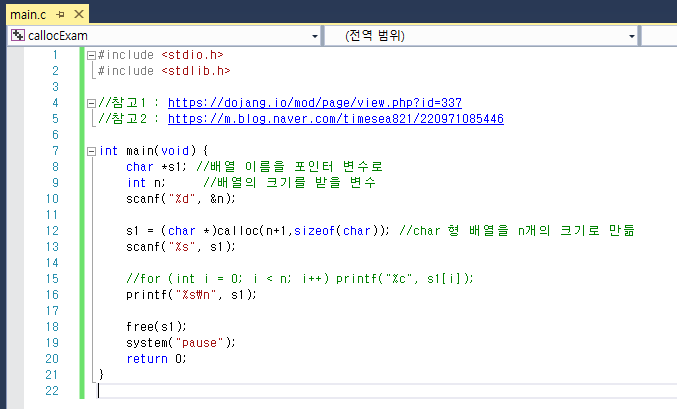 main.c
callocExam
(전역 범위)
1 #include <stdio.h>
2 #include <stdlib.h>
3
4 //참고1 : https://dojang.io/mod/page/view.php?id=337
5 //참고2 : https://m.blog.naver.com/timesea821/220971085446
6
7 int main(void) {
8 char *s1; //배열 이름을 포인터 변수로
9 int n; //배열의 크기를 받을 변수
10 scanf("%d", &n);
11
12 s1 = (char *)calloc(n+1,sizeof(char)); //char 형 배열을 n개의 크기로 만듦
13 scanf("%s", s1);
14
15 //for (int i = 0; i < n; i++) printf("%c", s1[i]);
16 printf("%s₩n", s1);
17
18 free(s1);
19 system("pause");
20 return 0;
21 }
22